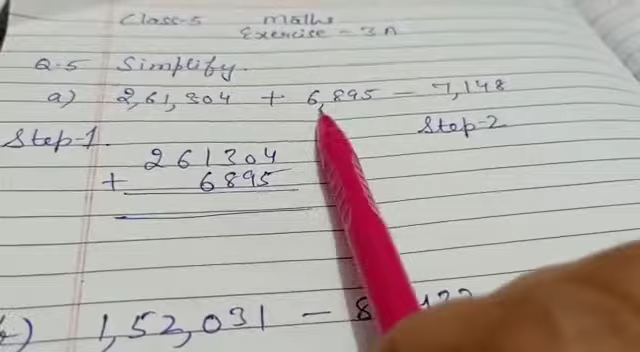 Class-5 Maths
Exercise - 3A
Q-5 Simplify.
a) 2,61,304 + 6,895 - 7,148
Step-1 Step-2
261304
+ 6895
1,52,031 - 8